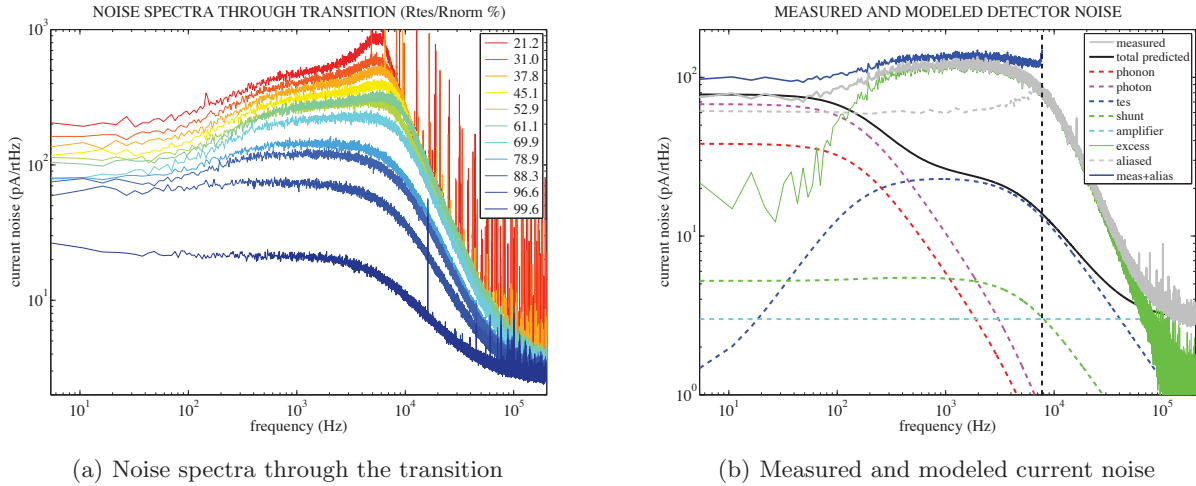 NOISE SPECTRA THROUGH TRANSITION (Rtes/Rnorm %)
current noise (pA/rtHz)
10^3
10^2
10^1
10^1
10^2
10^3
10^4
10^5
frequency (Hz)
21.2
31.0
37.8
45.1
52.9
61.1
69.9
78.9
88.3
96.6
99.6
(a) Noise spectra through the transition
MEASURED AND MODELED DETECTOR NOISE
current noise (pA/rtHz)
10^2
10^1
10^0
10^1
10^2
10^3
10^4
10^5
frequency (Hz)
measured
total predicted
phonon
photon
tes
shunt
amplifier
excess
aliased
meas+alias
(b) Measured and modeled current noise